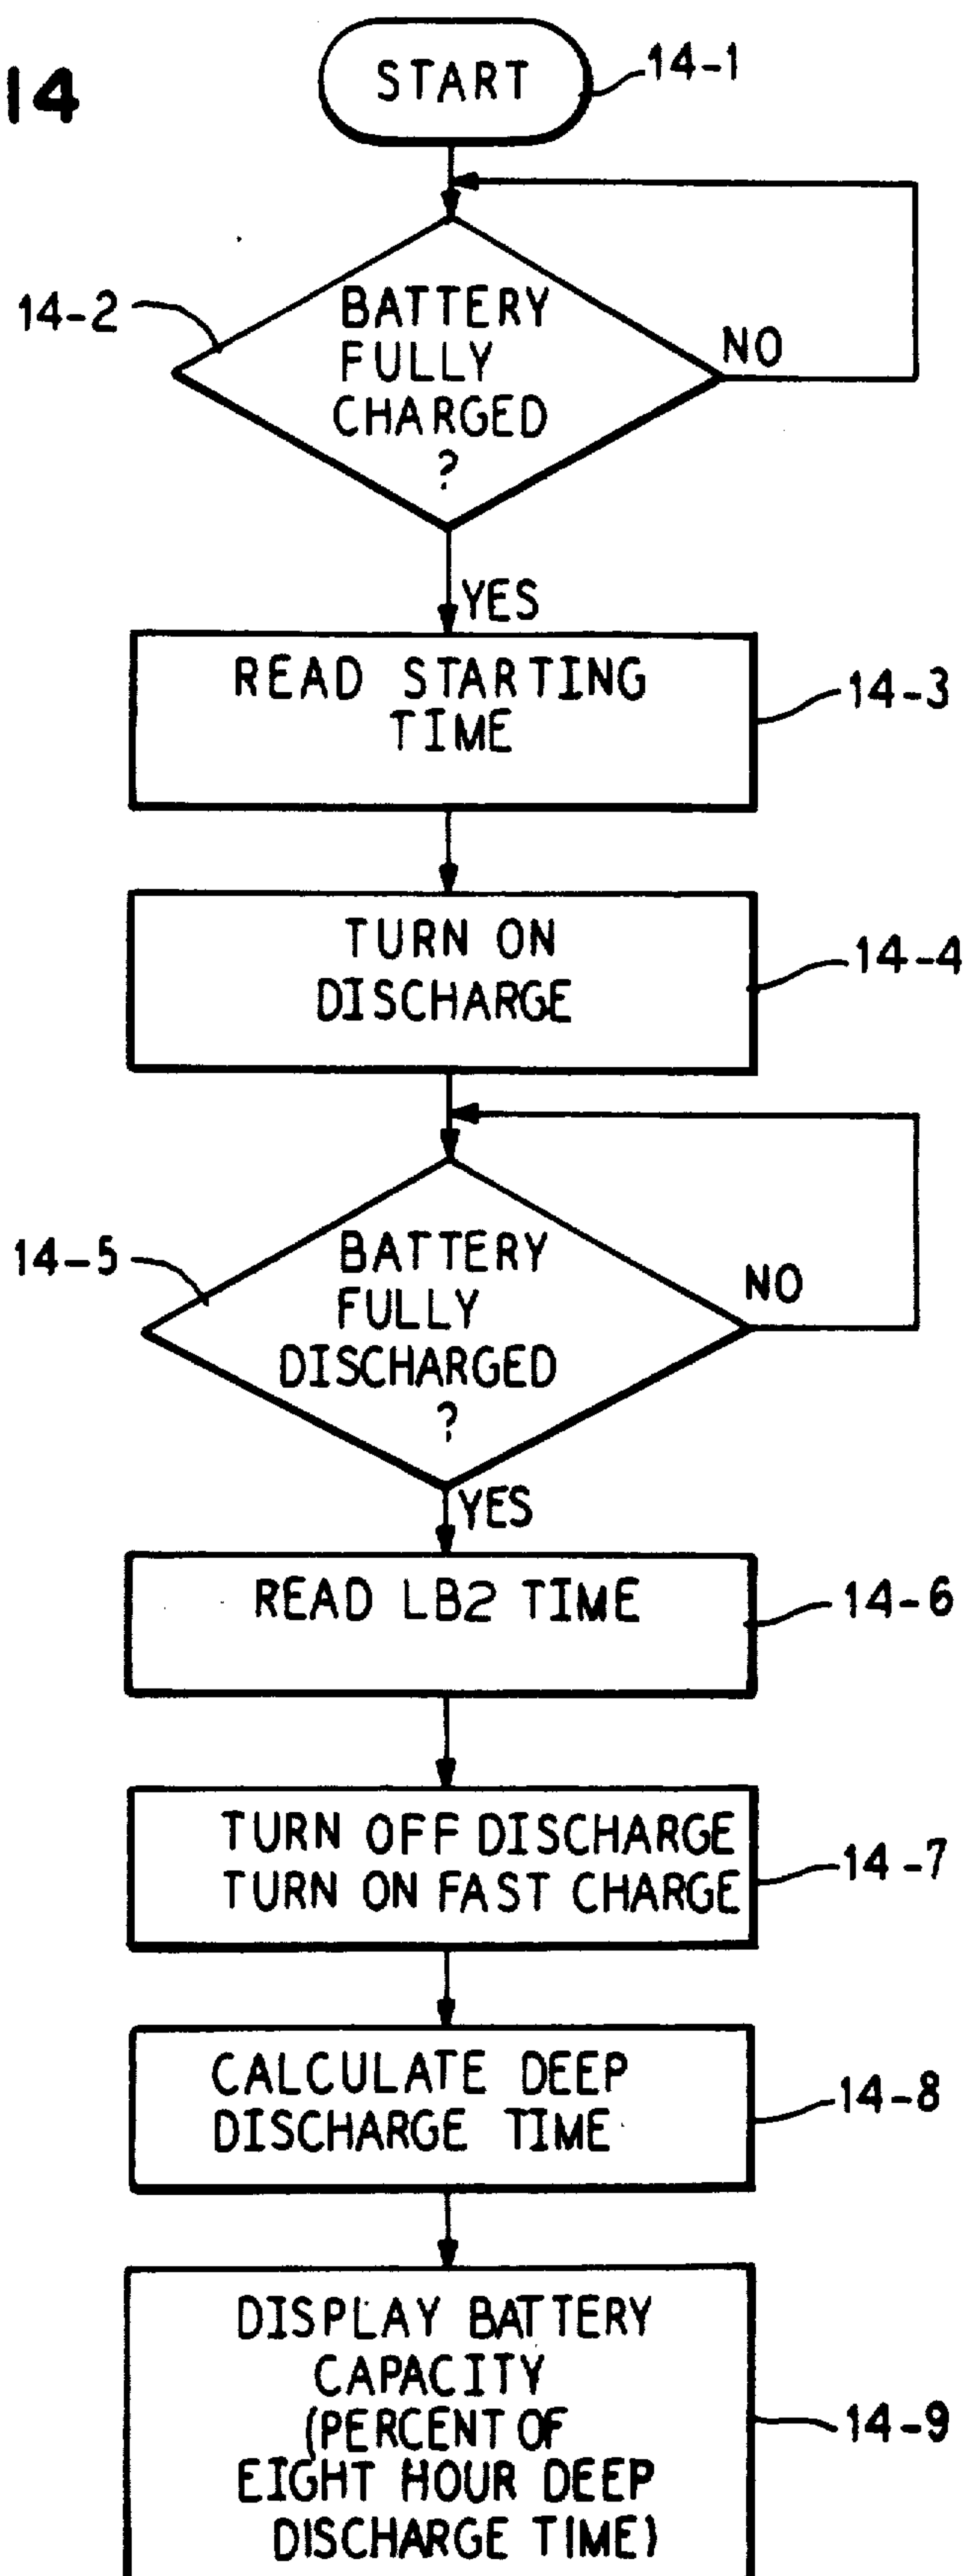 14
START
14-1
14-2
BATTERY
FULLY
CHARGED
?
NO
YES
READ STARTING
TIME
14-3
TURN ON
DISCHARGE
14-4
14-5
BATTERY
FULLY
DISCHARGED
?
NO
YES
READ LB2 TIME
14-6
TURN OFF DISCHARGE
TURN ON FAST CHARGE
14-7
CALCULATE DEEP
DISCHARGE TIME
14-8
DISPLAY BATTERY
CAPACITY
(PERCENT OF
EIGHT HOUR DEEP
DISCHARGE TIME)
14-9